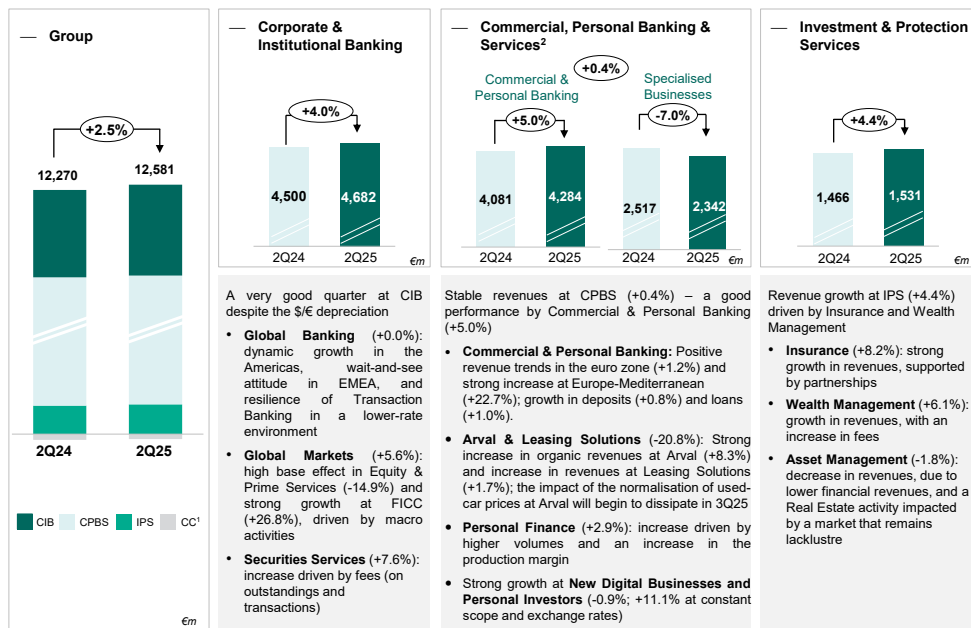 — Group
+2.5%
12,270
12,581
2Q24
2Q25
CIB
CPBS
IPS
CC¹
€m
— Corporate &
Institutional Banking
+4.0%
4,500
4,682
2Q24
2Q25
€m
A very good quarter at CIB
despite the $/€ depreciation
• Global Banking (+0.0%):
dynamic growth in the
Americas, wait-and-see
attitude in EMEA, and
resilience of Transaction
Banking in a lower-rate
environment
• Global Markets (+5.6%):
high base effect in Equity &
Prime Services (-14.9%) and
strong growth at FICC
(+26.8%), driven by macro
activities
• Securities Services (+7.6%):
increase driven by fees (on
outstandings and
transactions)
— Commercial, Personal Banking &
Services²
+0.4%
Commercial &
Personal Banking
+5.0%
4,081
4,284
2Q24
2Q25
Specialised
Businesses
-7.0%
2,517
2,342
2Q24
2Q25
€m
Stable revenues at CPBS (+0.4%) – a good
performance by Commercial & Personal Banking
(+5.0%)
• Commercial & Personal Banking: Positive
revenue trends in the euro zone (+1.2%) and
strong increase at Europe-Mediterranean
(+22.7%); growth in deposits (+0.8%) and loans
(+1.0%).
• Arval & Leasing Solutions (-20.8%): Strong
increase in organic revenues at Arval (+8.3%)
and increase in revenues at Leasing Solutions
(+1.7%); the impact of the normalisation of used-
car prices at Arval will begin to dissipate in 3Q25
• Personal Finance (+2.9%): increase driven by
higher volumes and an increase in the
production margin
• Strong growth at New Digital Businesses and
Personal Investors (-0.9%; +11.1% at constant
scope and exchange rates)
— Investment & Protection
Services
+4.4%
1,466
1,531
2Q24
2Q25
€m
Revenue growth at IPS (+4.4%)
driven by Insurance and Wealth
Management
• Insurance (+8.2%): strong
growth in revenues, supported
by partnerships
• Wealth Management (+6.1%):
growth in revenues, with an
increase in fees
• Asset Management (-1.8%):
decrease in revenues, due to
lower financial revenues, and a
Real Estate activity impacted
by a market that remains
lacklustre